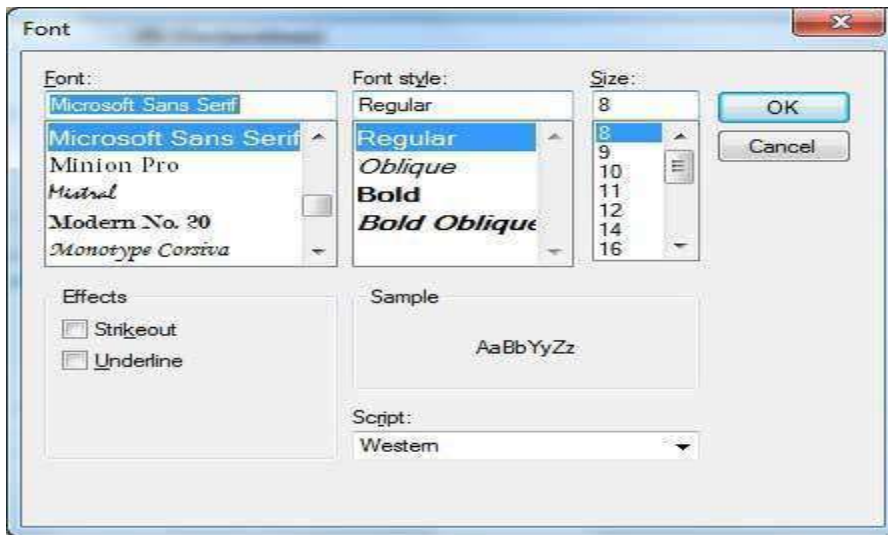 Font
Font:
Microsoft Sans Serif
Microsoft Sans Serif
Minion Pro
Mistral
Modern No. 20
Monotype Corsiva
Font style:
Regular
Regular
Oblique
Bold
Bold Oblique
Size:
8
8
9
10
11
12
14
16
OK
Cancel
Effects
Strikeout
Underline
Sample
AaBbYyZz
Script:
Western